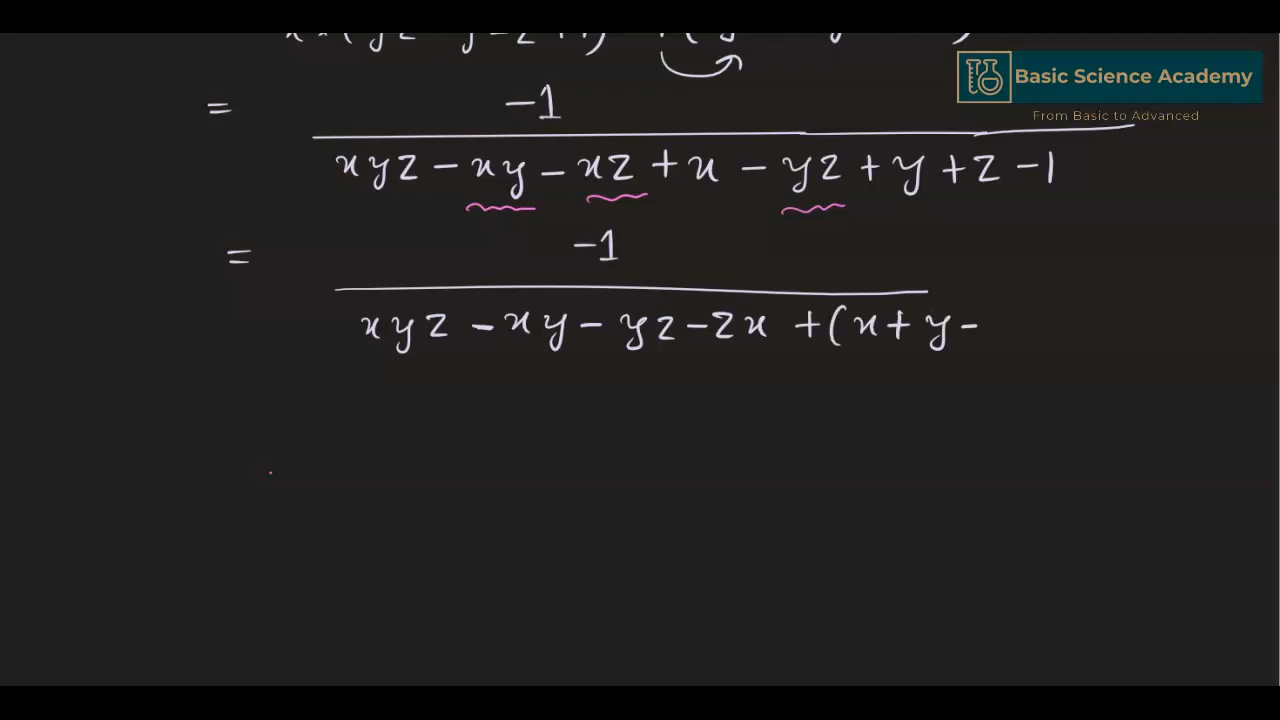 Basic Science Academy
From Basic to Advanced
= -1
xyz - xy - xz + x - yz + y + z - 1
= -1
xyz - xy - yz - zx + (x + y -